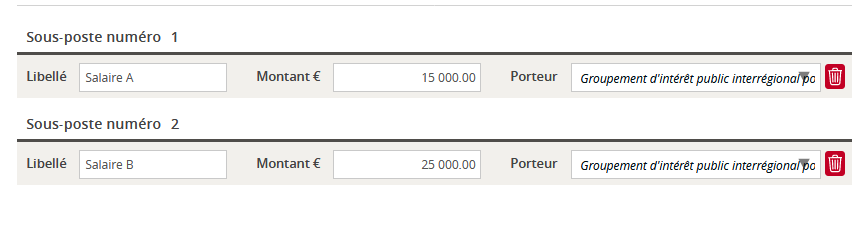 Sous-poste numéro 1
Libellé Salaire A Montant € 15 000.00 Porteur Groupement d'intérêt public interrégional po
Sous-poste numéro 2
Libellé Salaire B Montant € 25 000.00 Porteur Groupement d'intérêt public interrégional po